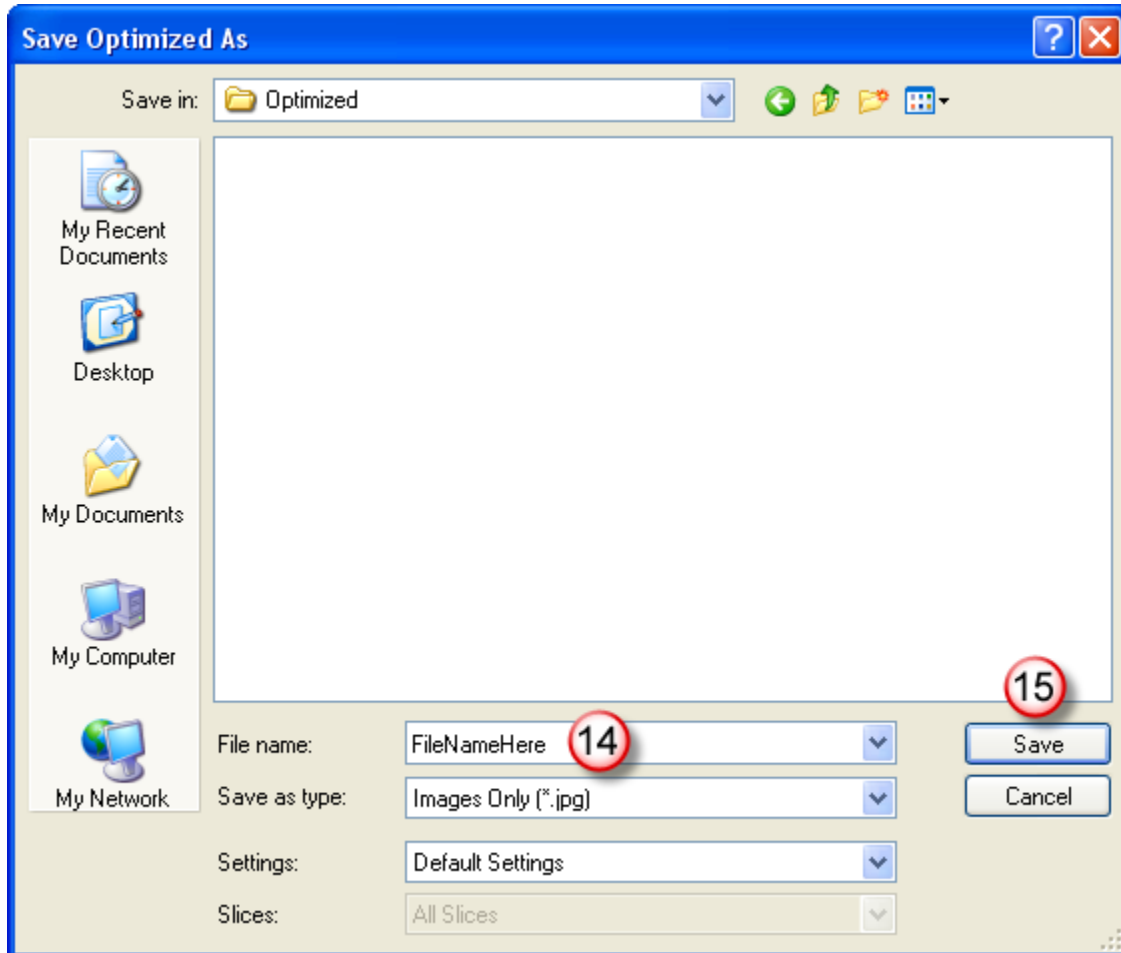 Save Optimized As
Save in:
Optimized
My Recent
Documents
Desktop
My Documents
My Computer
My Network
File name:
FileNameHere
14
15
Save
Save as type:
Images Only (*.jpg)
Cancel
Settings:
Default Settings
Slices:
All Slices